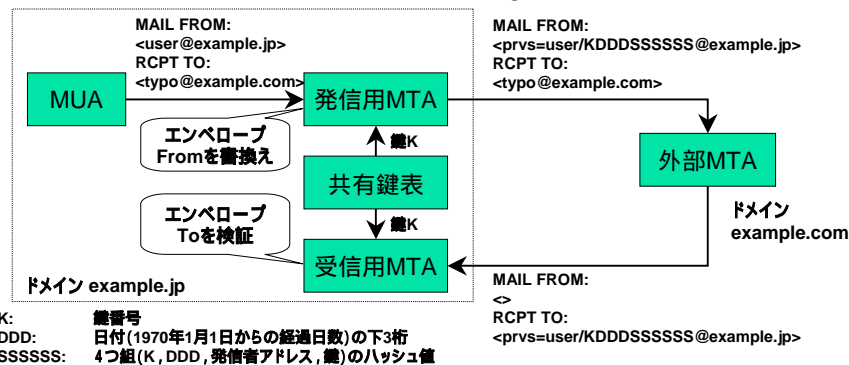 MAIL FROM:
<user@example.jp>
RCPT TO:
<typo@example.com>
MAIL FROM:
<prvs=user/KDDDSSSSSS@example.jp>
RCPT TO:
<typo@example.com>
MUA
発信用MTA
エンベロープ
Fromを書換え
鍵K
共有鍵表
外部MTA
エンベロープ
Toを検証
鍵K
ドメイン
example.com
受信用MTA
ドメイン example.jp
MAIL FROM:
<>
RCPT TO:
<prvs=user/KDDDSSSSSS@example.jp>
K: 鍵番号
DDD: 日付(1970年1月1日からの経過日数)の下3桁
SSSSSS: 4つ組(K,DDD,発信者アドレス,鍵)のハッシュ値